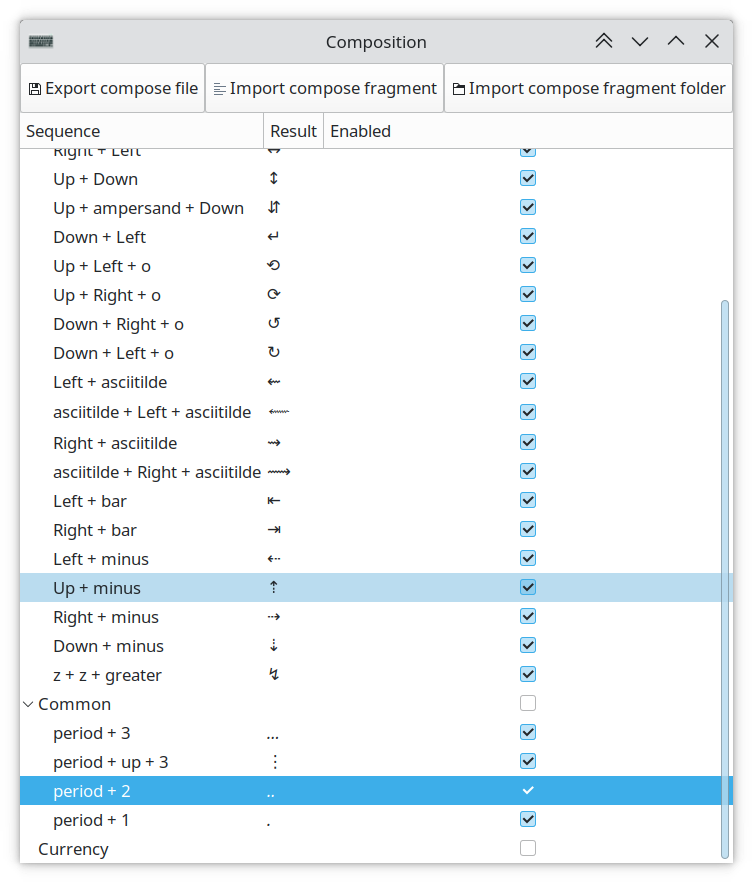 Composition
Export compose file Import compose fragment Import compose fragment folder
Sequence Result Enabled
Right + Left ↔
Up + Down ↕
Up + ampersand + Down ⇵
Down + Left ↵
Up + Left + o ⟲
Up + Right + o ⟳
Down + Right + o ↺
Down + Left + o ↻
Left + asciitilde ⇜
asciitilde + Left + asciitilde ⬳
Right + asciitilde ⇝
asciitilde + Right + asciitilde ⟿
Left + bar ⇤
Right + bar ⇥
Left + minus ⇠
Up + minus ⇡
Right + minus ⇢
Down + minus ⇣
z + z + greater ↯
Common
period + 3 …
period + up + 3 ⋮
period + 2 ‥
period + 1 .
Currency